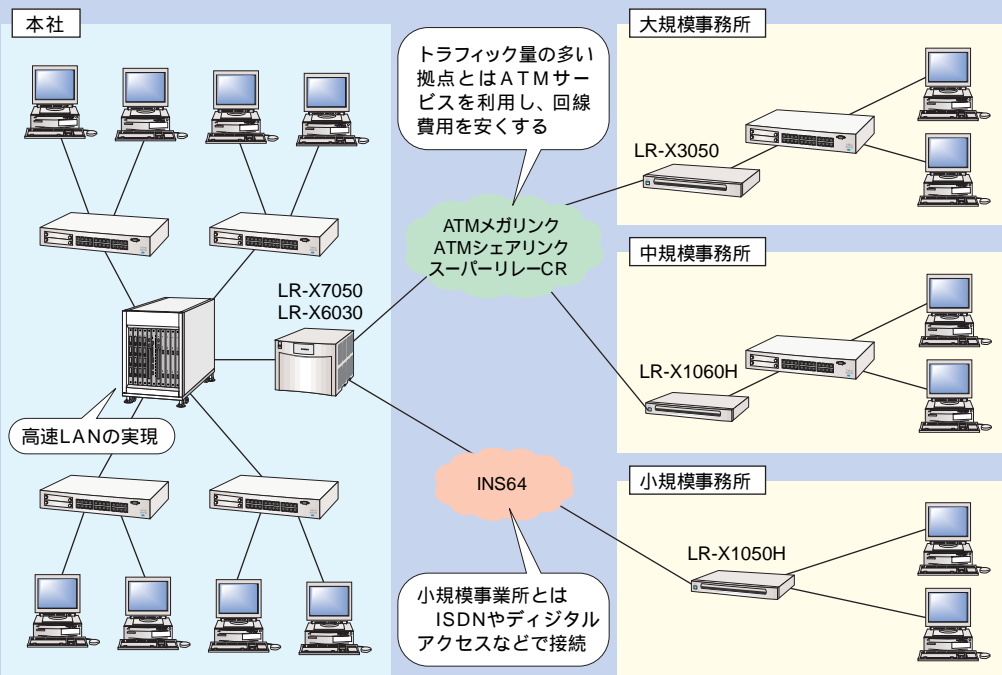 本社
トラフィック量の多い
拠点とはATMサー
ビスを利用し、回線
費用を安くする
大規模事務所
LR-X3050
ATMメガリンク
ATMシェアリンク
スーパーリレーCR
中規模事務所
LR-X7050
LR-X6030
LR-X1060H
高速LANの実現
INS64
小規模事務所
LR-X1050H
小規模事業所とは
ISDNやディジタル
アクセスなどで接続